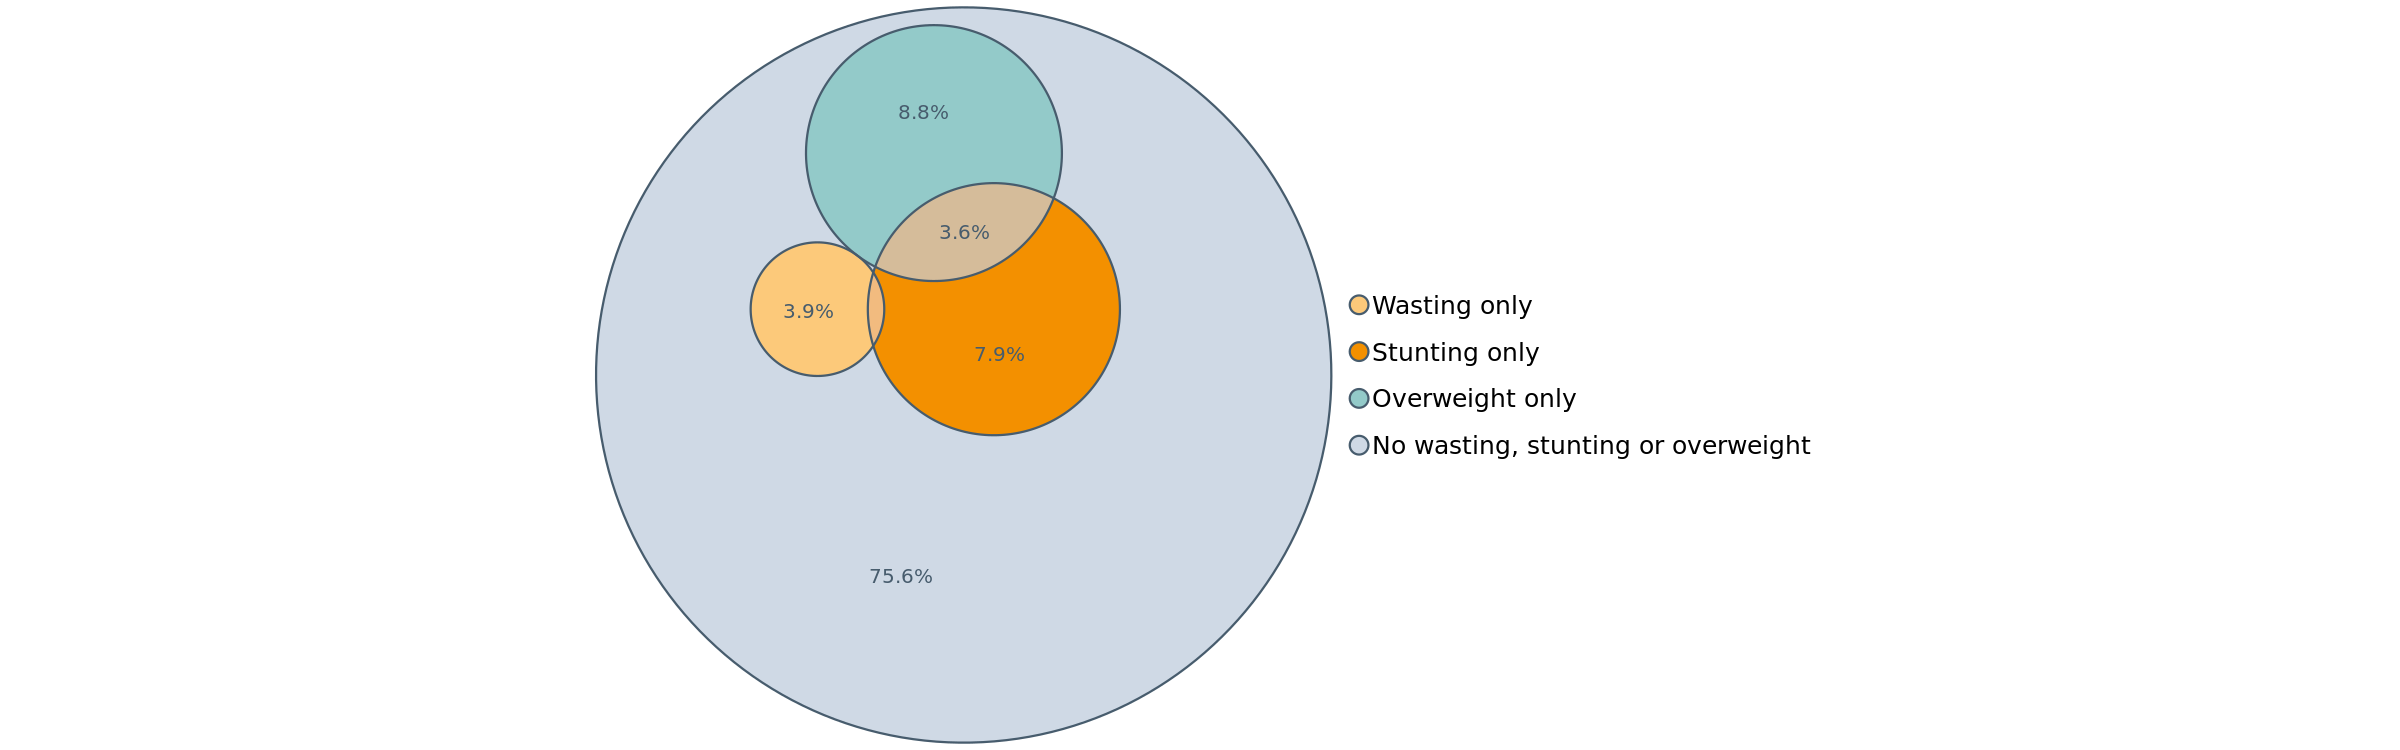 8.8%
3.6%
3.9%
7.9%
75.6%
Wasting only
Stunting only
Overweight only
No wasting, stunting or overweight